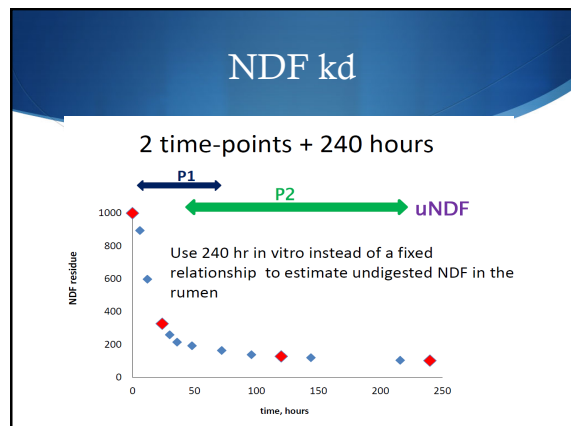 NDF kd
2 time-points + 240 hours
P1
P2
uNDF
Use 240 hr in vitro instead of a fixed
relationship to estimate undigested NDF in the
rumen
NDF residue
1000
800
600
400
200
0
0 50 100 150 200 250
time, hours